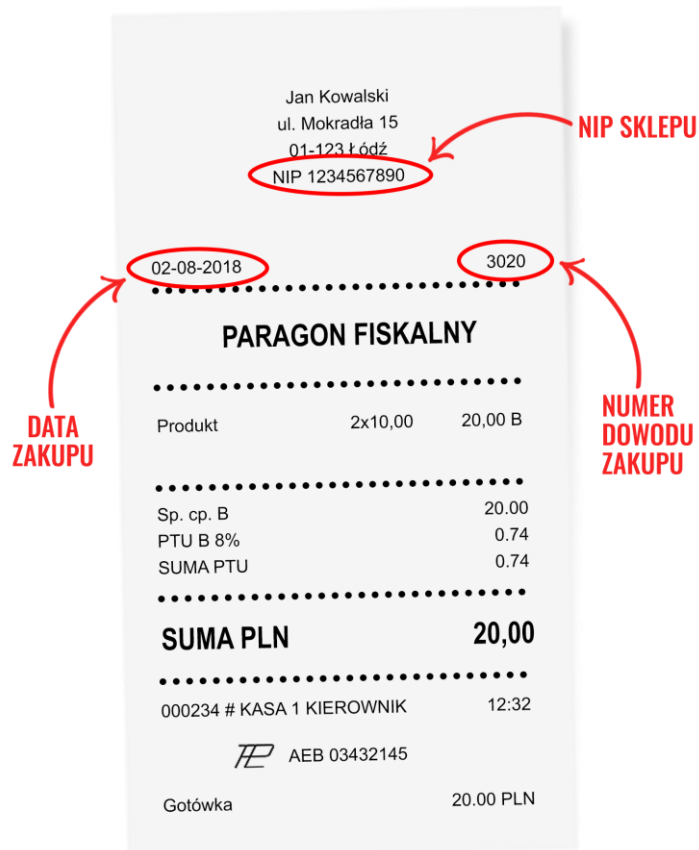 Jan Kowalski
ul. Mokradła 15
01-123 Łódź
NIP 1234567890
NIP SKLEPU
02-08-2018 3020
PARAGON FISKALNY
DATA
ZAKUPU
NUMER
DOWODU
ZAKUPU
Produkt 2x10,00 20,00 B
Sp. cp. B 20.00
PTU B 8% 0.74
SUMA PTU 0.74
SUMA PLN 20,00
000234 # KASA 1 KIEROWNIK 12:32
AEB 03432145
Gotówka 20.00 PLN